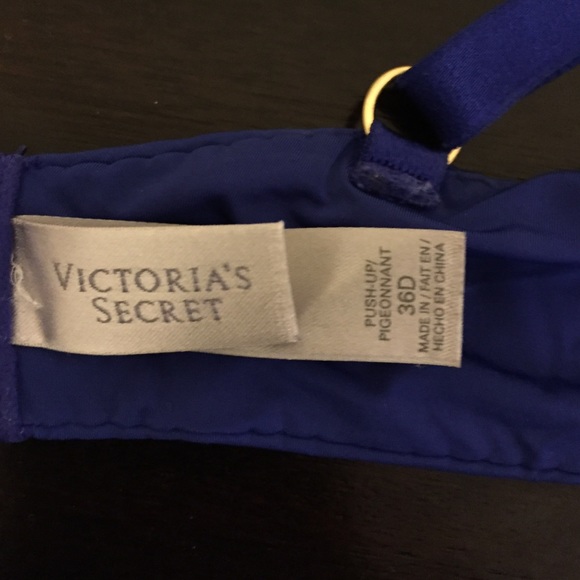 VICTORIA'S
SECRET
PUSH-UP/
PIGEONNANT
36D
MADE IN / FAIT EN /
HECHO EN CHINA